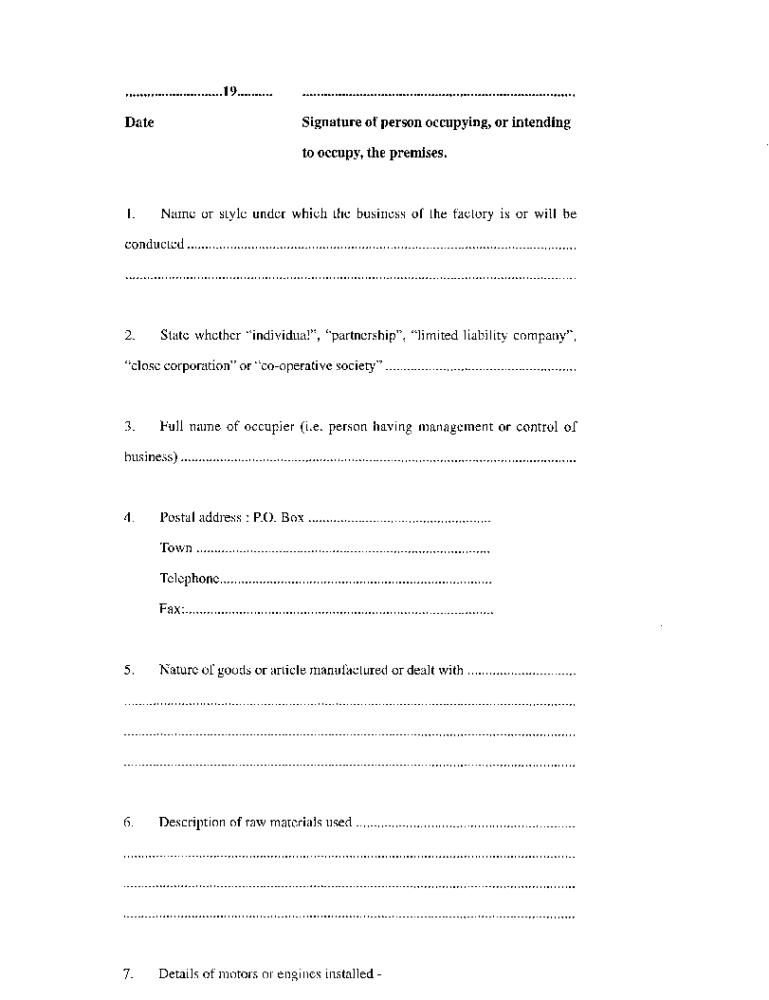 ...........................19.......... ...........................................................................
Date Signature of person occupying, or intending
to occupy, the premises.
1. Name or style under which the business of the factory is or will be
conducted .............................................................................................................
..............................................................................................................................
2. State whether “individual”, “partnership”, “limited liability company”,
“close corporation” or “co-operative society” .....................................................
3. Full name of occupier (i.e. person having management or control of
business) ...............................................................................................................
4. Postal address : P.O. Box ...................................................
Town ..................................................................................
Telephone............................................................................
Fax:......................................................................................
5. Nature of goods or article manufactured or dealt with ..............................
..............................................................................................................................
..............................................................................................................................
..............................................................................................................................
6. Description of raw materials used .............................................................
..............................................................................................................................
..............................................................................................................................
..............................................................................................................................
7. Details of motors or engines installed -